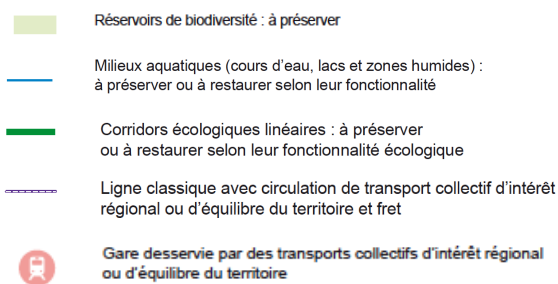 Réservoirs de biodiversité : à préserver
Milieux aquatiques (cours d'eau, lacs et zones humides) :
à préserver ou à restaurer selon leur fonctionnalité
Corridors écologiques linéaires : à préserver
ou à restaurer selon leur fonctionnalité écologique
Ligne classique avec circulation de transport collectif d'intérêt
régional ou d'équilibre du territoire et fret
Gare desservie par des transports collectifs d'intérêt régional
ou d'équilibre du territoire